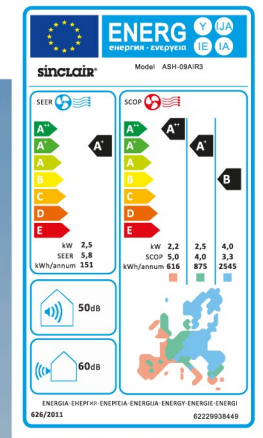 ENERG Y IJA
енергия · ενεργεια IE IA
sinclair®
Model ASH-09AIR3
SEER SCOP
A++ A++ A++
A+ A+ A+ A+
A A
B B B
C C
D D
E E
kW 2,5 kW 2,2 2,5 4,0
SEER 5,8 SCOP 5,0 4,0 3,3
kWh/annum 151 kWh/annum 616 875 2545
50dB
60dB
ENERGIA·ЕНЕРГИЯ·ΕΝΕΡΓΕΙΑ·ENERGIJA·ENERGY·ENERGIE·ENERGI
626/2011 62229938449